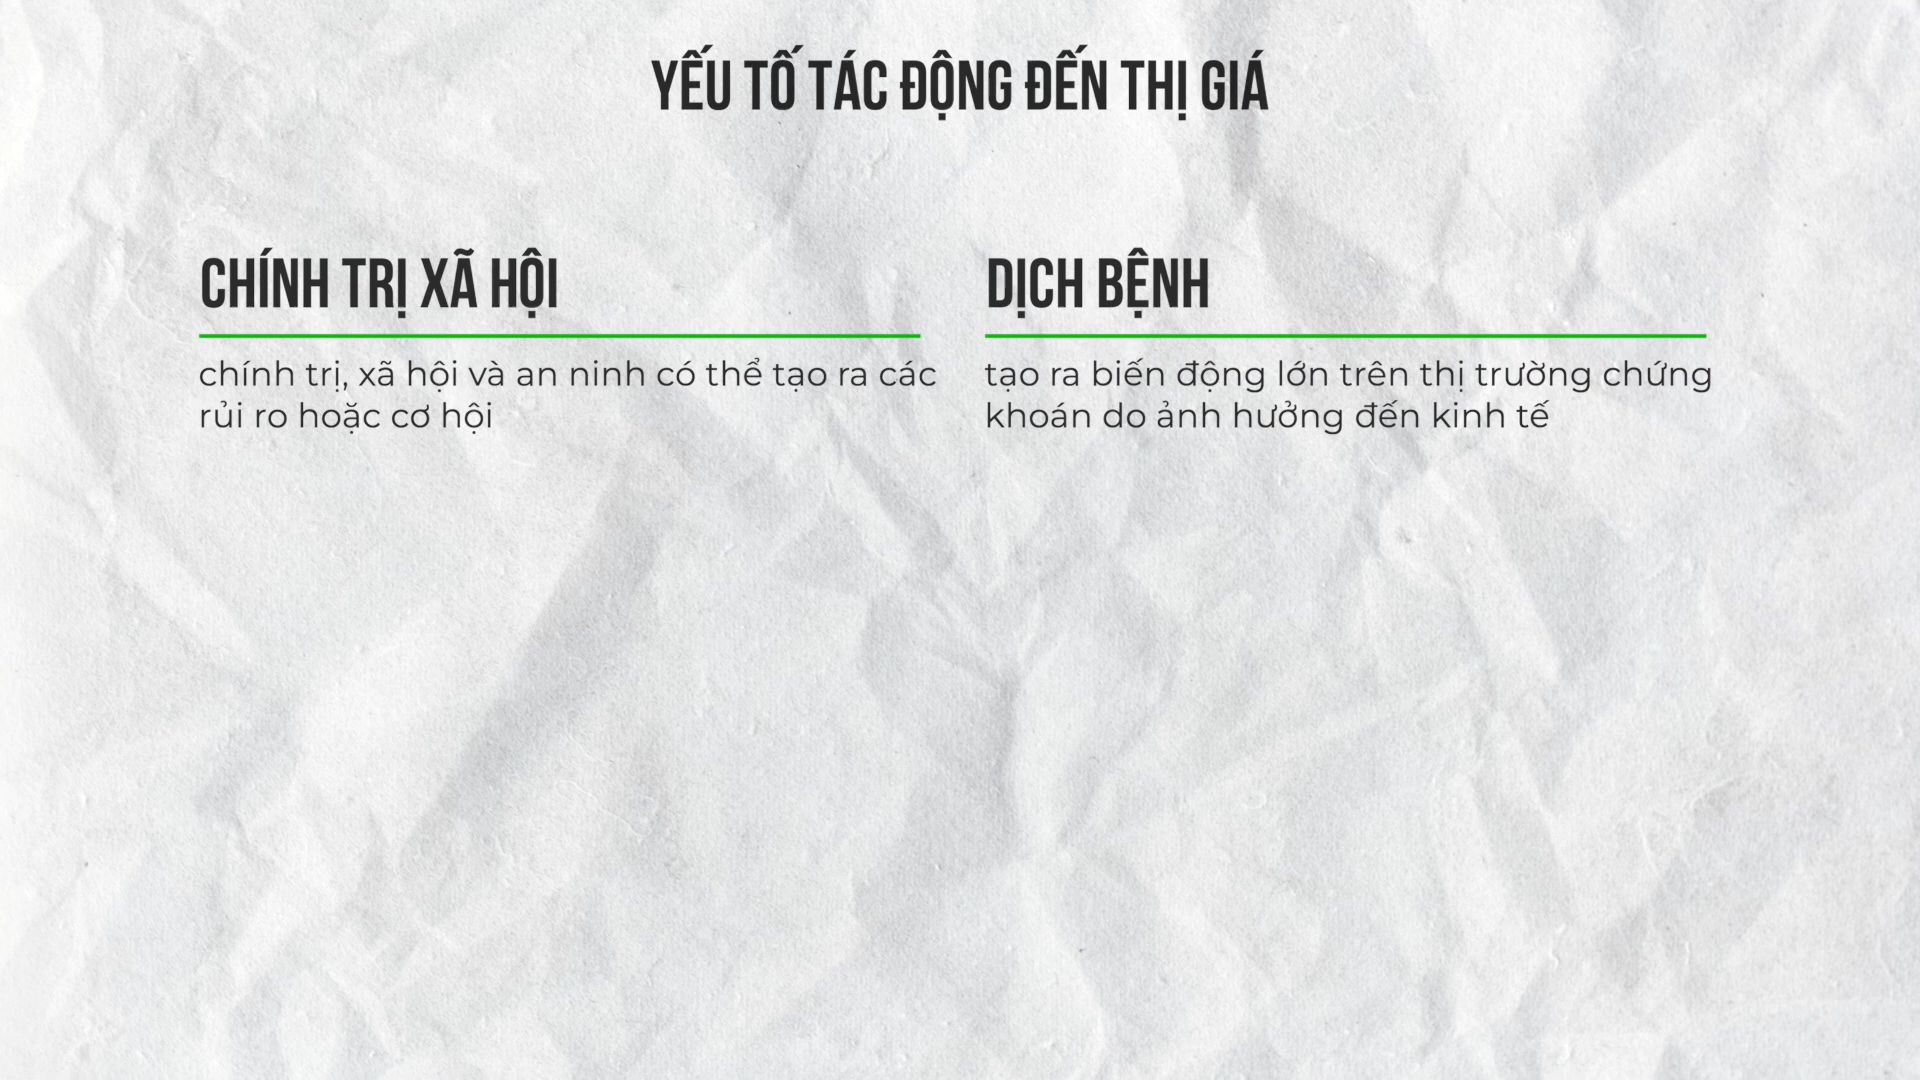 YẾU TỐ TÁC ĐỘNG ĐẾN THỊ GIÁ
CHÍNH TRỊ XÃ HỘI
chính trị, xã hội và an ninh có thể tạo ra các
rủi ro hoặc cơ hội
DỊCH BỆNH
tạo ra biến động lớn trên thị trường chứng
khoán do ảnh hưởng đến kinh tế